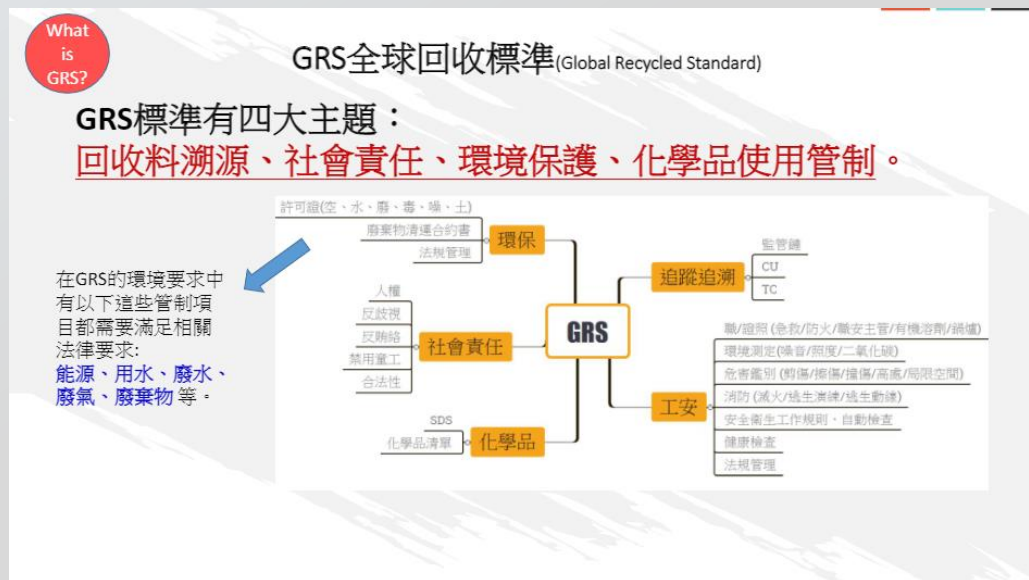 What
is
GRS?
GRS全球回收標準(Global Recycled Standard)
GRS標準有四大主題：
回收料溯源、社會責任、環境保護、化學品使用管制。
在GRS的環境要求中
有以下這些管制項
目都需要滿足相關
法律要求:
能源、用水、廢水、
廢氣、廢棄物 等。
許可證(空、水、廢、毒、噪、土)
廢棄物清運合約書
法規管理
環保
人權
反歧視
反賄賂
禁用童工
合法性
社會責任
SDS
化學品清單
化學品
GRS
追蹤追溯
監管鏈
CU
TC
工安
職/證照 (急救/防火/職安主管/有機溶劑/鍋爐)
環境測定(噪音/照度/二氧化碳)
危害鑑別 (剪傷/擦傷/撞傷/高處/局限空間)
消防 (滅火/逃生演練/逃生動線)
安全衛生工作規則、自動檢查
健康檢查
法規管理